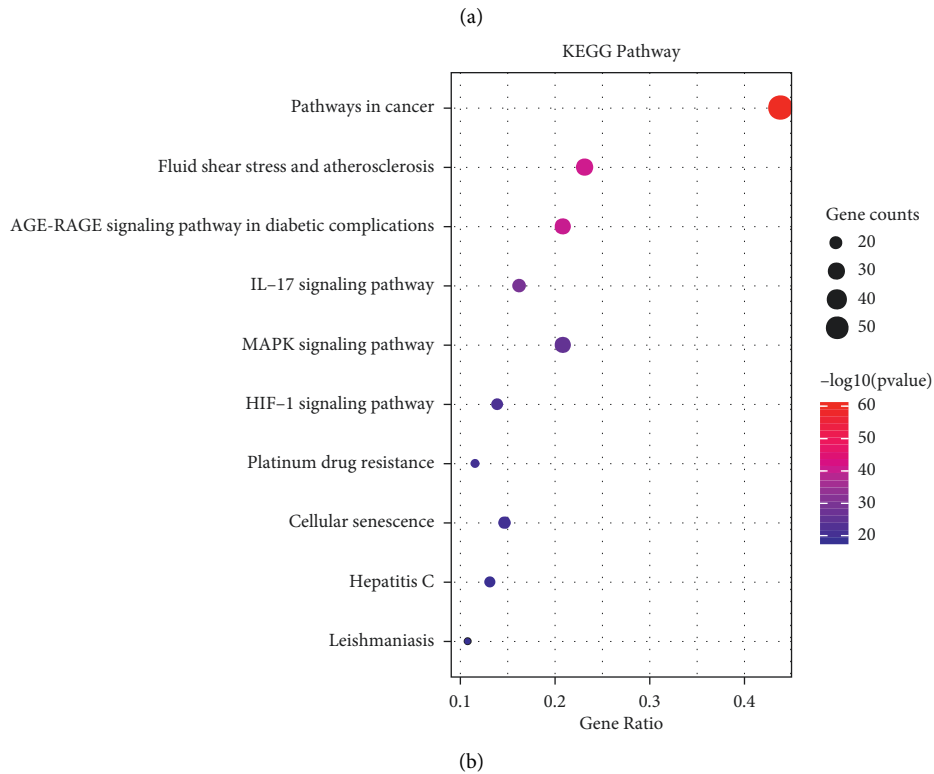 (a)
KEGG Pathway
Pathways in cancer
Fluid shear stress and atherosclerosis
AGE-RAGE signaling pathway in diabetic complications
IL–17 signaling pathway
MAPK signaling pathway
HIF–1 signaling pathway
Platinum drug resistance
Cellular senescence
Hepatitis C
Leishmaniasis
0.1 0.2 0.3 0.4
Gene Ratio
Gene counts
20
30
40
50
–log10(pvalue)
60
50
40
30
20
(b)